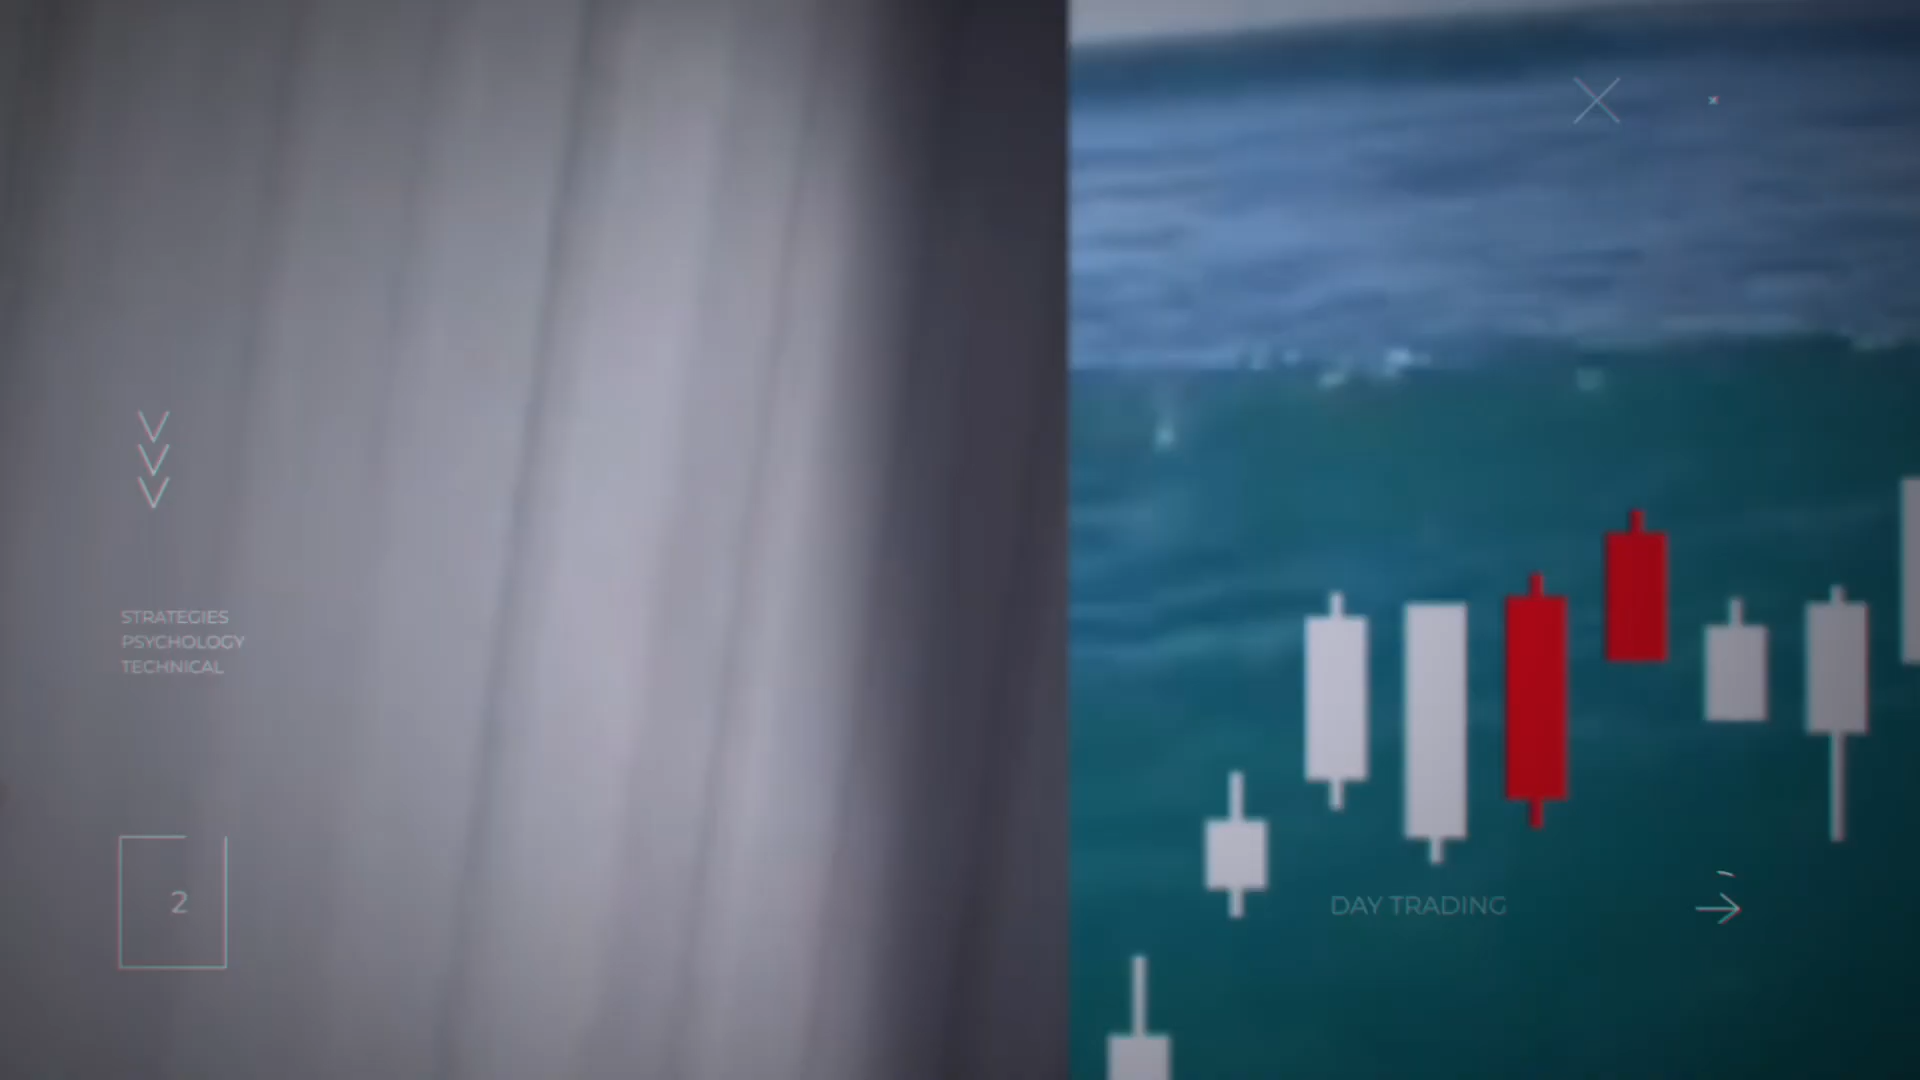 STRATEGIES
PSYCHOLOGY
TECHNICAL
2
DAY TRADING